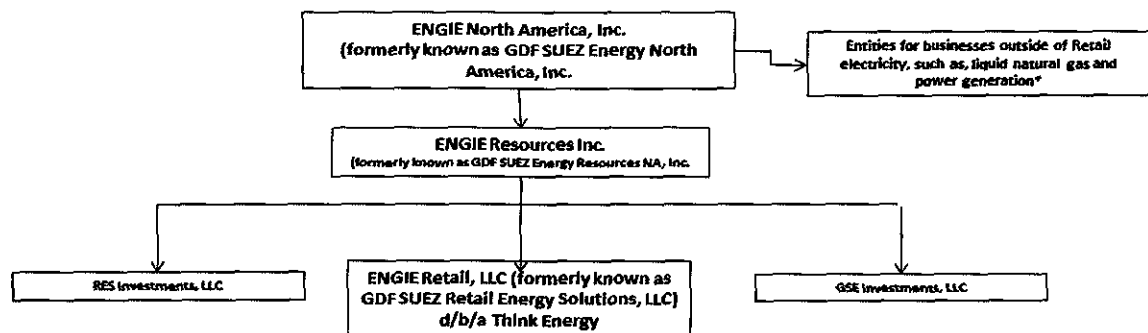 ENGIE North America, Inc.
(formerly known as GDF SUEZ Energy North
America, Inc.
Entities for businesses outside of Retail
electricity, such as, liquid natural gas and
power generation*
ENGIE Resources Inc.
(formerly known as GDF SUEZ Energy Resources NA, Inc.
RES Investments, LLC
ENGIE Retail, LLC (formerly known as
GDF SUEZ Retail Energy Solutions, LLC)
d/b/a Think Energy
GSE Investments, LLC